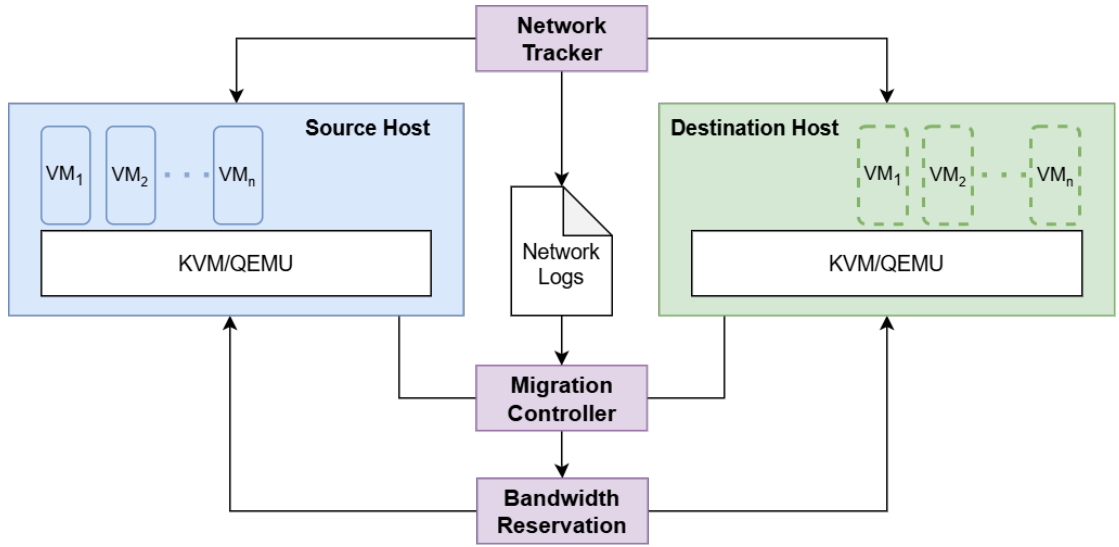 Network
Tracker
Source Host
VM₁ VM₂ VMₙ
KVM/QEMU
Destination Host
VM₁ VM₂ VMₙ
KVM/QEMU
Network
Logs
Migration
Controller
Bandwidth
Reservation